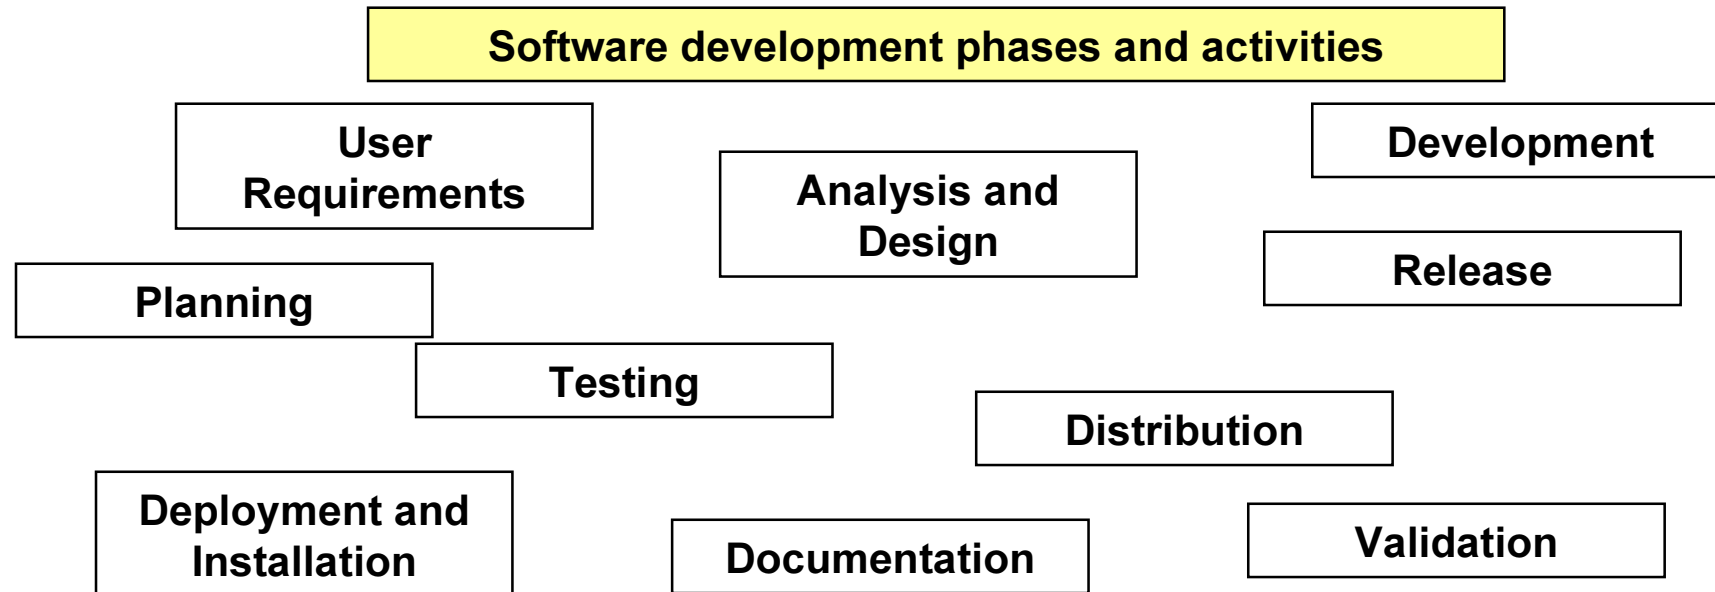 Software development phases and activities
User
Requirements
Analysis and
Design
Development
Release
Planning
Testing
Distribution
Deployment and
Installation
Documentation
Validation